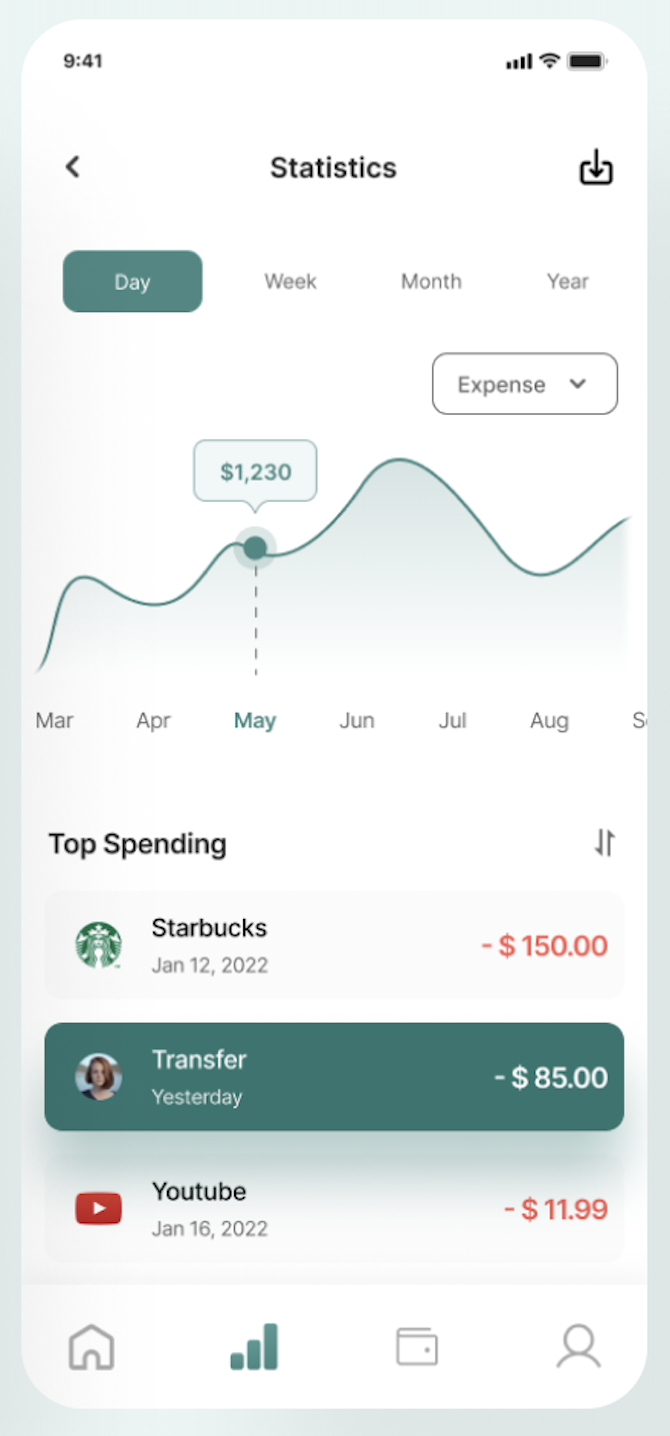 9:41
Statistics
Day Week Month Year
Expense
$1,230
Mar Apr May Jun Jul Aug
Top Spending
Starbucks
- $ 150.00
Jan 12, 2022
Transfer
- $ 85.00
Yesterday
Youtube
- $ 11.99
Jan 16, 2022